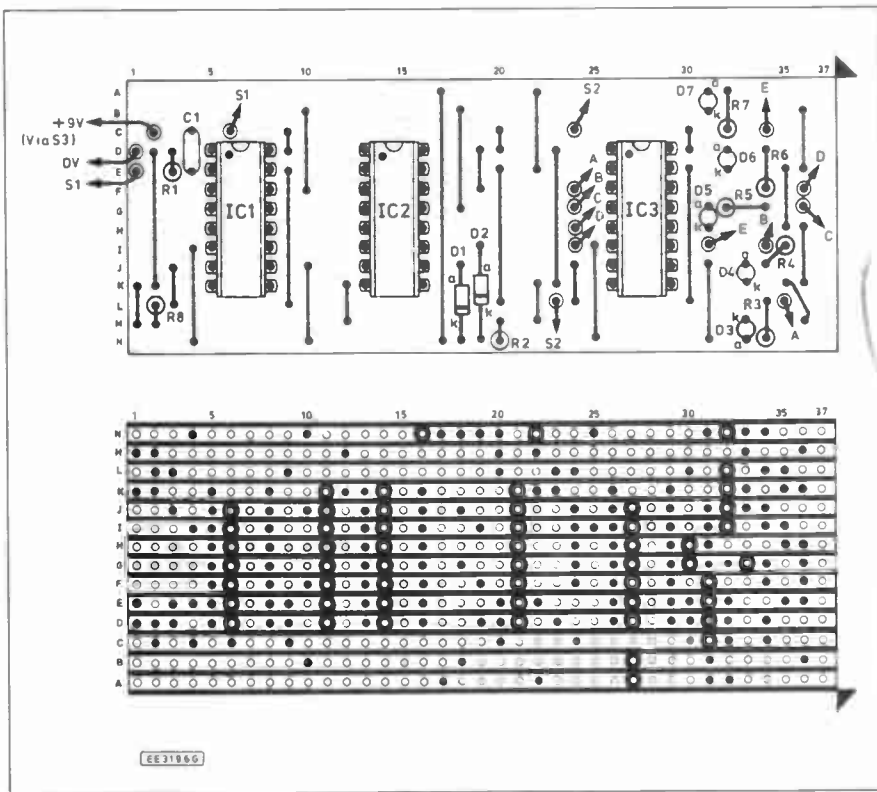 1 5 10 15 20 25 30 35 37
A
B
C
D
E
F
G
H
I
J
K
L
M
N
+9V
(Via S3)
0V
S1
S1
C1
R1
R8
IC1
IC2
D1
a
k
D2
a
k
R2
S2
S2
A
B
C
D
IC3
D7
a
k
R7
E
D6
a
k
R6
D
D5
a
k
R5
B
C
E
R4
D4
a
k
R3
A
D3
k
a
1 5 10 15 20 25 30 35 37
N
M
L
K
J
I
H
G
F
E
D
C
B
A
EE3196G